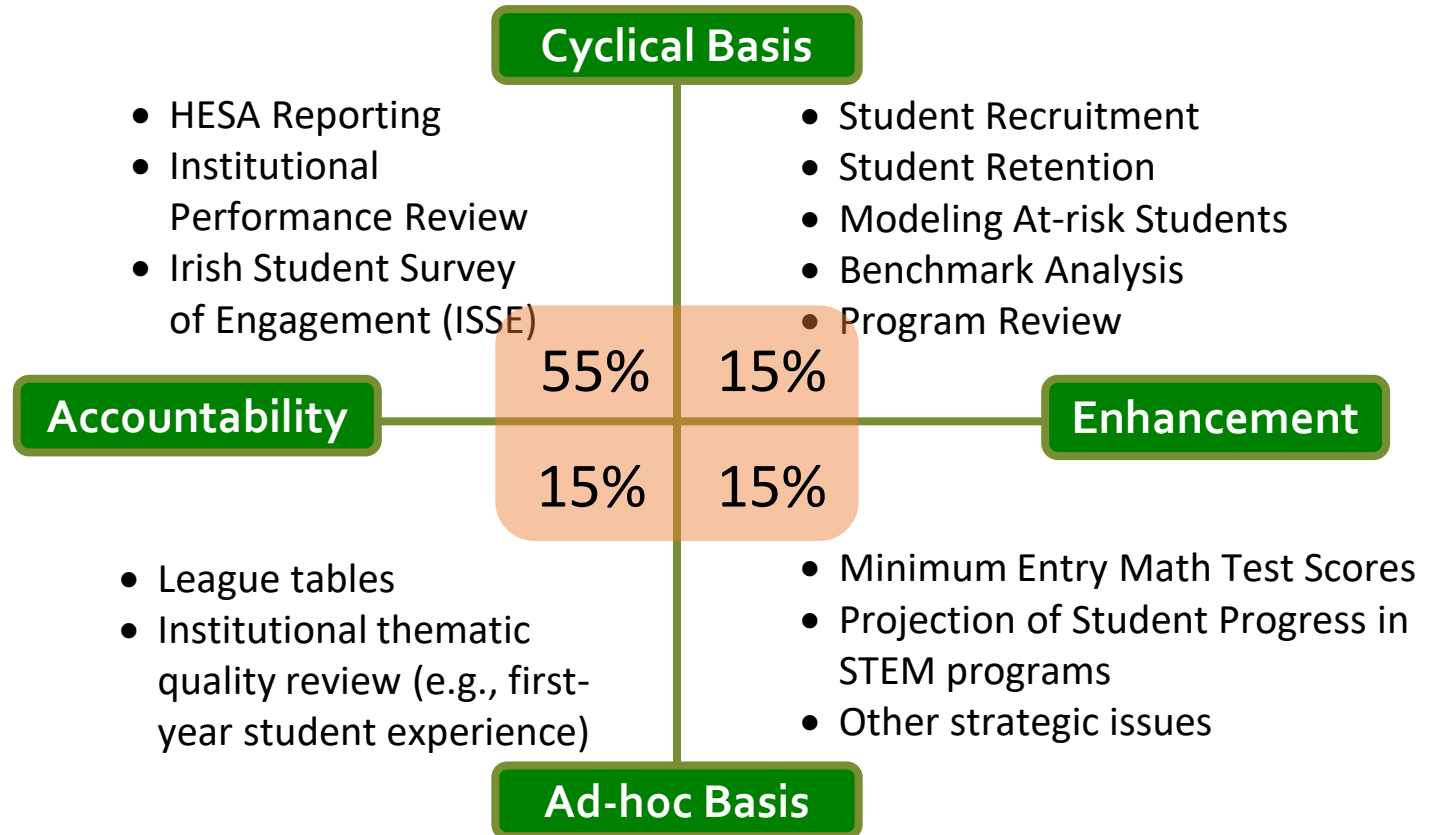 Cyclical Basis
• HESA Reporting
• Institutional
Performance Review
• Irish Student Survey
of Engagement (ISSE)
• Student Recruitment
• Student Retention
• Modeling At-risk Students
• Benchmark Analysis
• Program Review
55% 15%
Accountability
Enhancement
15% 15%
• League tables
• Institutional thematic
quality review (e.g., first-
year student experience)
• Minimum Entry Math Test Scores
• Projection of Student Progress in
STEM programs
• Other strategic issues
Ad-hoc Basis